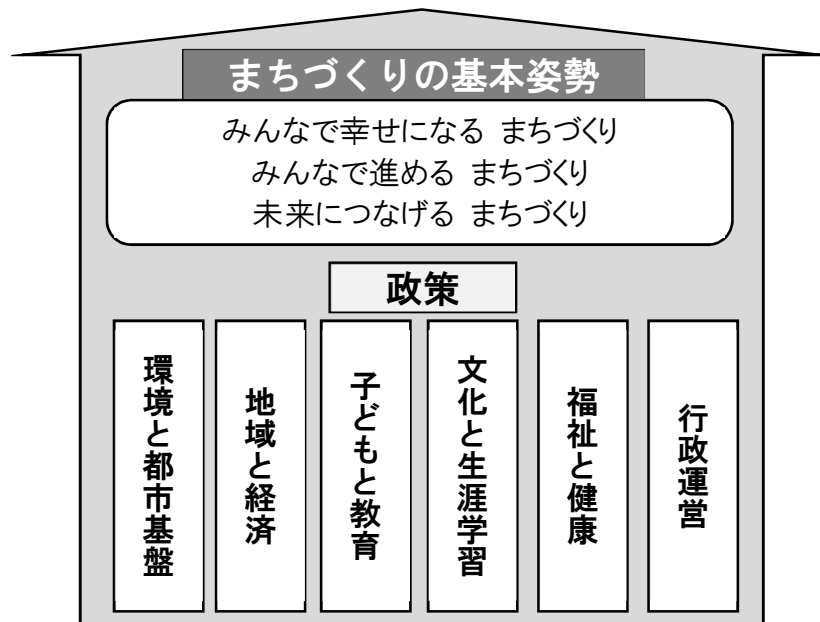 まちづくりの基本姿勢
みんなで幸せになる まちづくり
みんなで進める まちづくり
未来につなげる まちづくり
政策
環境と都市基盤
地域と経済
子どもと教育
文化と生涯学習
福祉と健康
行政運営